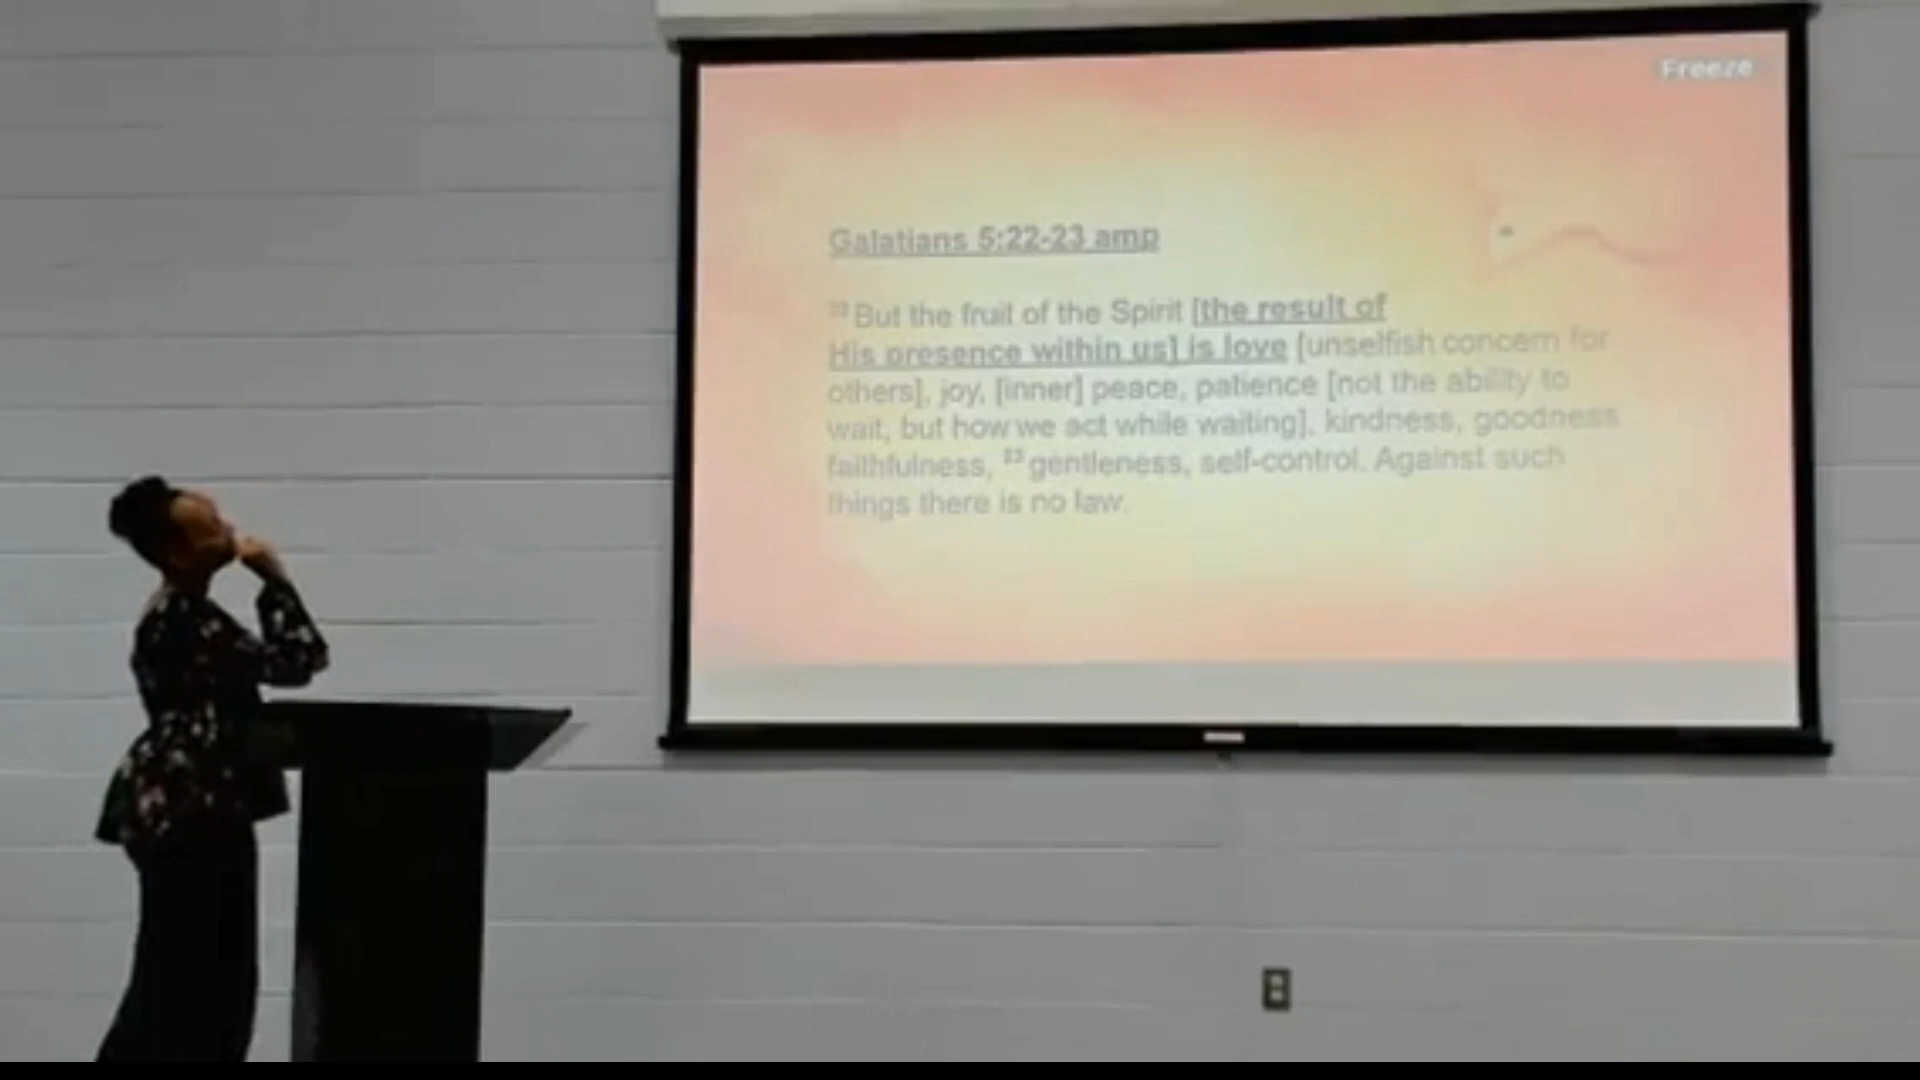 Freeze
Galatians 5:22-23 amp
22 But the fruit of the Spirit [the result of
His presence within us] is love [unselfish concern for
others], joy, [inner] peace, patience [not the ability to
wait, but how we act while waiting], kindness, goodness
faithfulness, 23 gentleness, self-control. Against such
things there is no law.